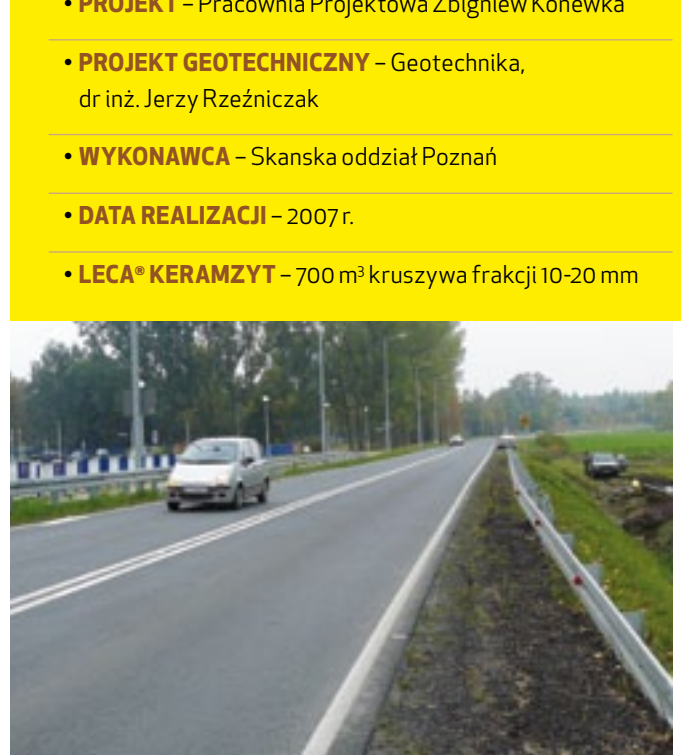 • PROJEKT – Pracownia Projektowa Zbigniew Konewka
• PROJEKT GEOTECHNICZNY – Geotechnika,
dr inż. Jerzy Rzeźniczak
• WYKONAWCA – Skanska oddział Poznań
• DATA REALIZACJI – 2007 r.
• LECA® KERAMZYT – 700 m³ kruszywa frakcji 10-20 mm